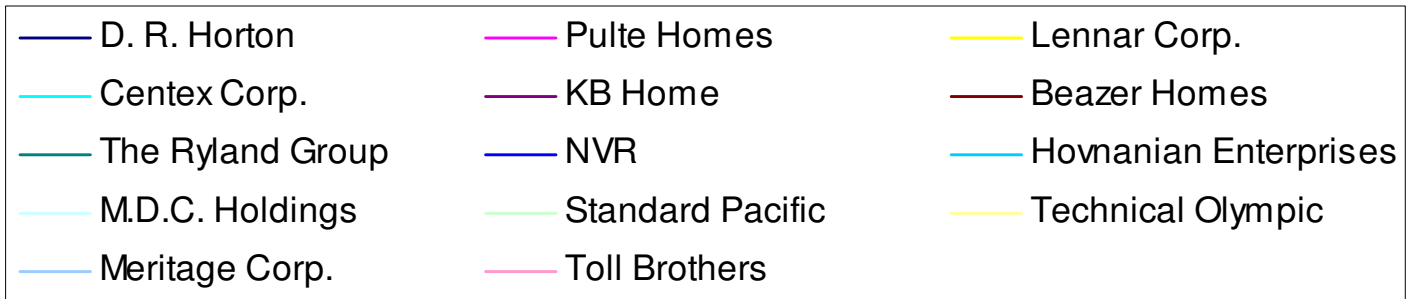 D. R. Horton Pulte Homes Lennar Corp.
Centex Corp. KB Home Beazer Homes
The Ryland Group NVR Hovnanian Enterprises
M.D.C. Holdings Standard Pacific Technical Olympic
Meritage Corp. Toll Brothers